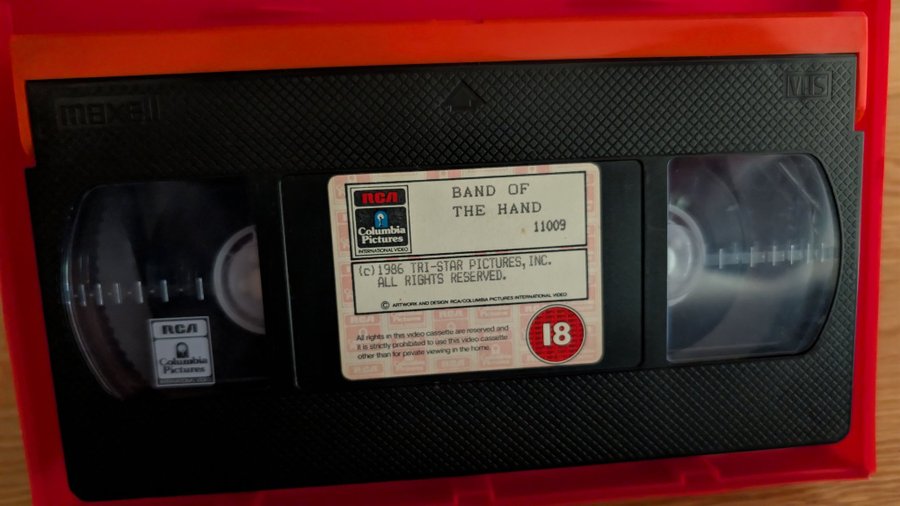 maxell
VHS
RCA
Columbia
Pictures
INTERNATIONAL VIDEO
BAND OF
THE HAND
11009
(c)1986 TRI-STAR PICTURES,INC.
ALL RIGHTS RESERVED.
© ARTWORK AND DESIGN RCA/COLUMBIA PICTURES INTERNATIONAL VIDEO
All rights in this video cassette are reserved and
it is strictly prohibited to use this video cassette
other than for private viewing in the home.
18
RCA
Columbia
Pictures
INTERNATIONAL VIDEO